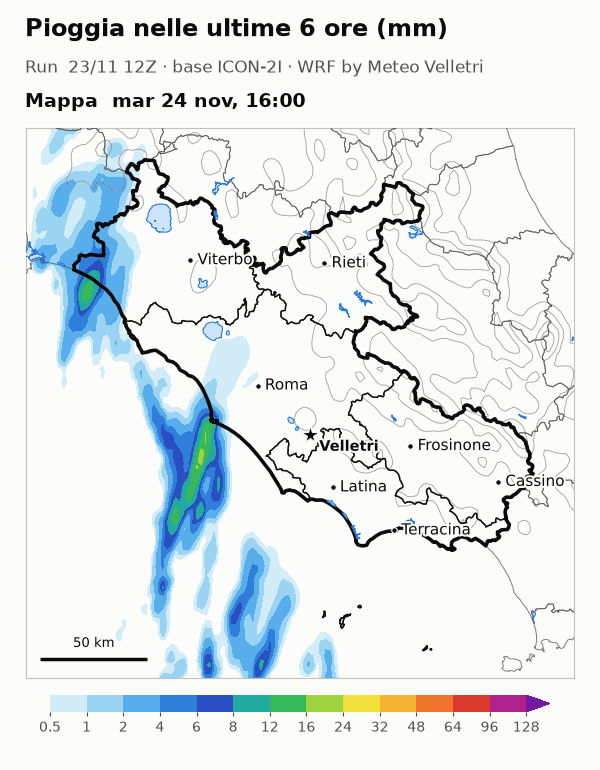 Pioggia nelle ultime 6 ore (mm)
Run  23/11 12Z · base ICON-2I · WRF by Meteo Velletri
Mappa  mar 24 nov, 16:00
Viterbo
Rieti
Roma
Velletri
Frosinone
Cassino
Latina
Terracina
50 km
0.5 1 2 4 6 8 12 16 24 32 48 64 96 128